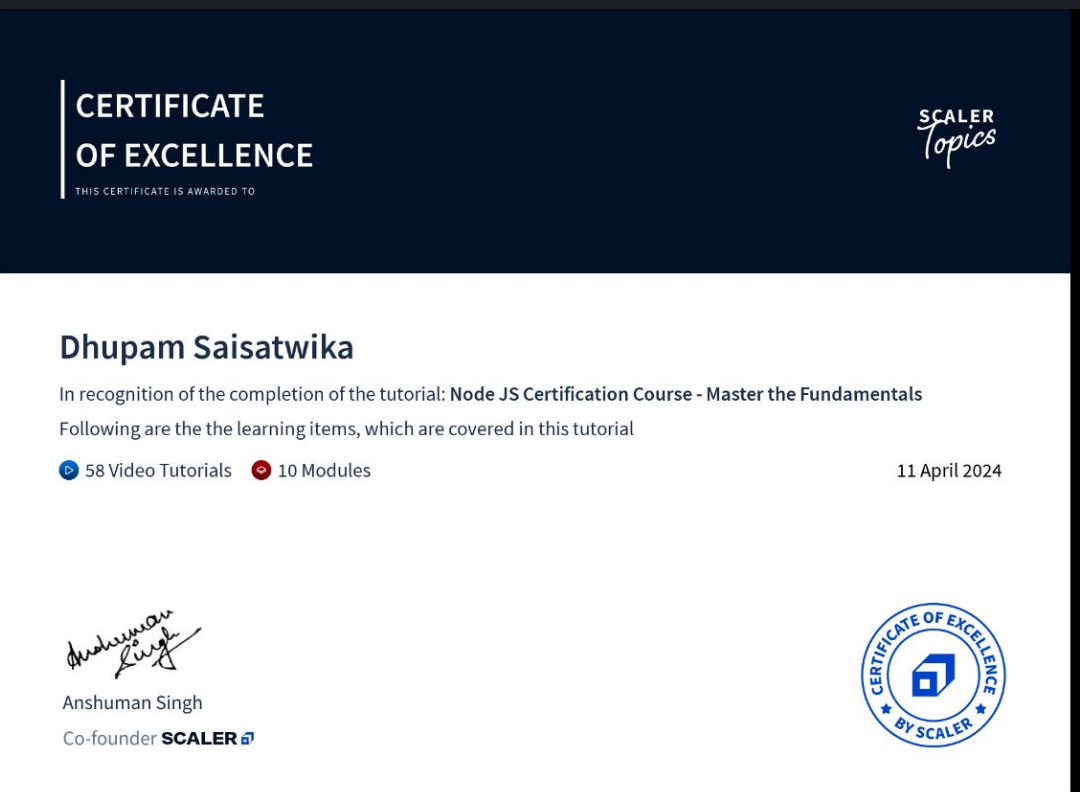 CERTIFICATE
OF EXCELLENCE
THIS CERTIFICATE IS AWARDED TO
SCALER
Topics
Dhupam Saisatwika
In recognition of the completion of the tutorial: Node JS Certification Course - Master the Fundamentals
Following are the the learning items, which are covered in this tutorial
58 Video Tutorials 10 Modules
11 April 2024
Anshuman
Singh
Anshuman Singh
Co-founder SCALER
CERTIFICATE OF EXCELLENCE
BY SCALER